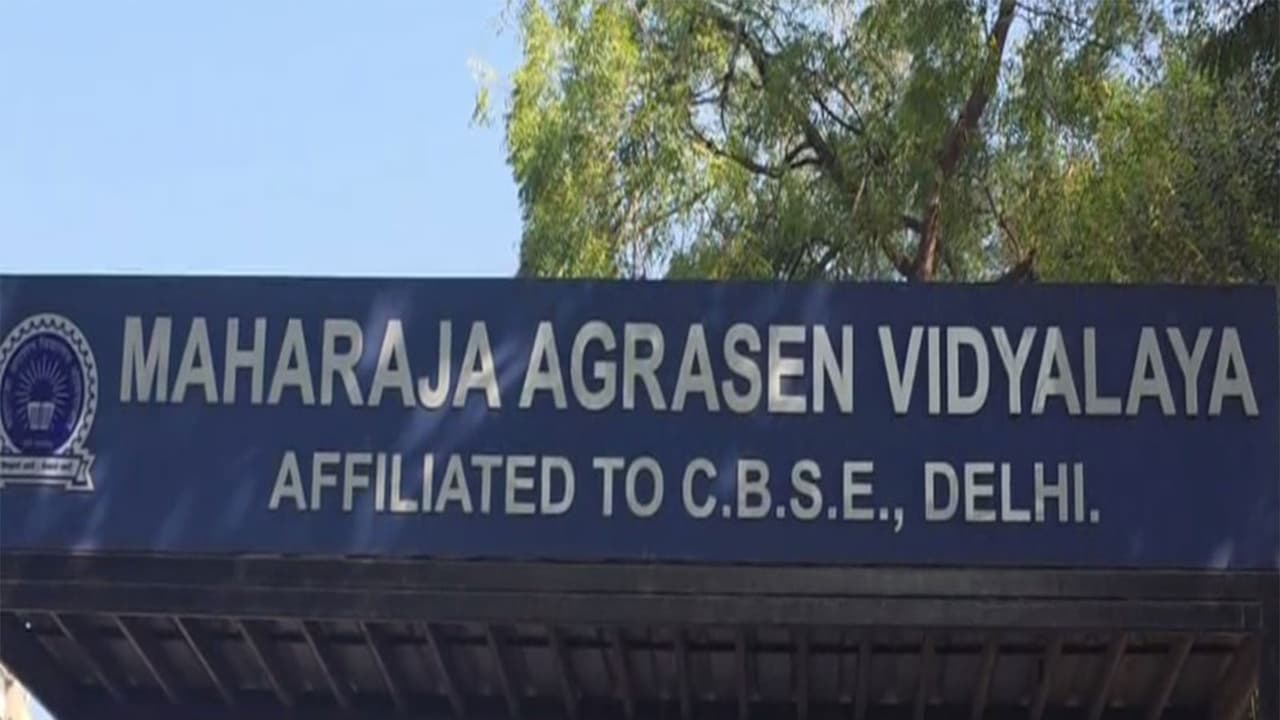 MAHARAJA AGRASEN VIDYALAYA
AFFILIATED TO C.B.S.E., DELHI.